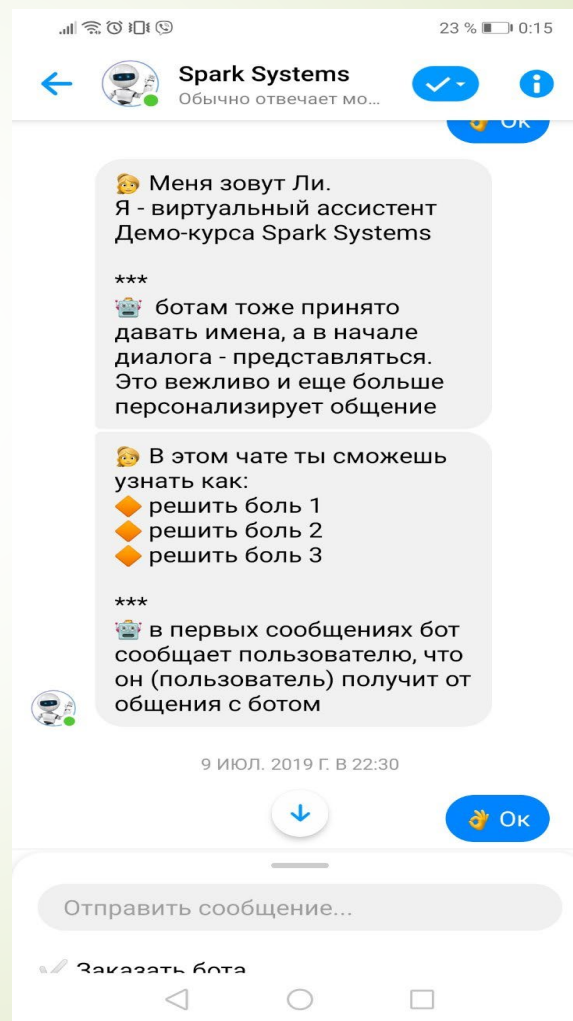 23 % 0:15
Spark Systems
Обычно отвечает мо...
👌 Ок
👩 Меня зовут Ли.
Я - виртуальный ассистент
Демо-курса Spark Systems
***
🤖 ботам тоже принято
давать имена, а в начале
диалога - представляться.
Это вежливо и еще больше
персонализирует общение
👩 В этом чате ты сможешь
узнать как:
🔶 решить боль 1
🔶 решить боль 2
🔶 решить боль 3
***
🤖 в первых сообщениях бот
сообщает пользователю, что
он (пользователь) получит от
общения с ботом
9 ИЮЛ. 2019 Г. В 22:30
👌 Ок
Отправить сообщение...
Заказать бота